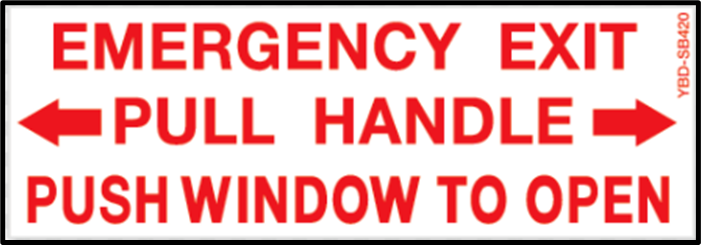 EMERGENCY EXIT
PULL HANDLE
PUSH WINDOW TO OPEN
YBD-SB420